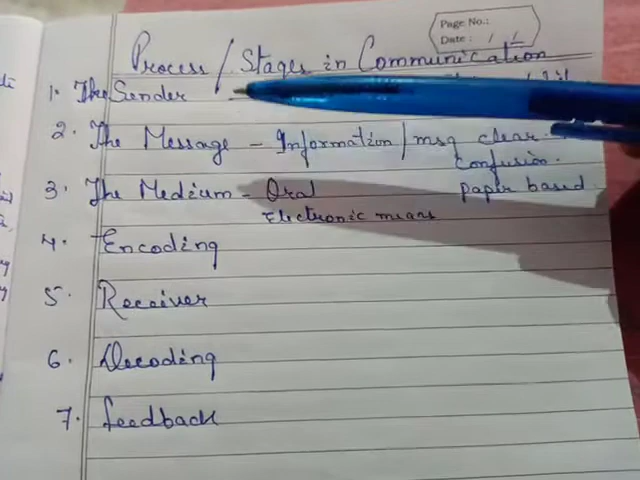 Page No.:
Date: / /
Process / Stages in Communication
1. The Sender
2. The Message - Information / msg clear
confusion.
3. The Medium - Oral paper based
Electronic means
4. Encoding
5. Receiver
6. Decoding
7. feedback